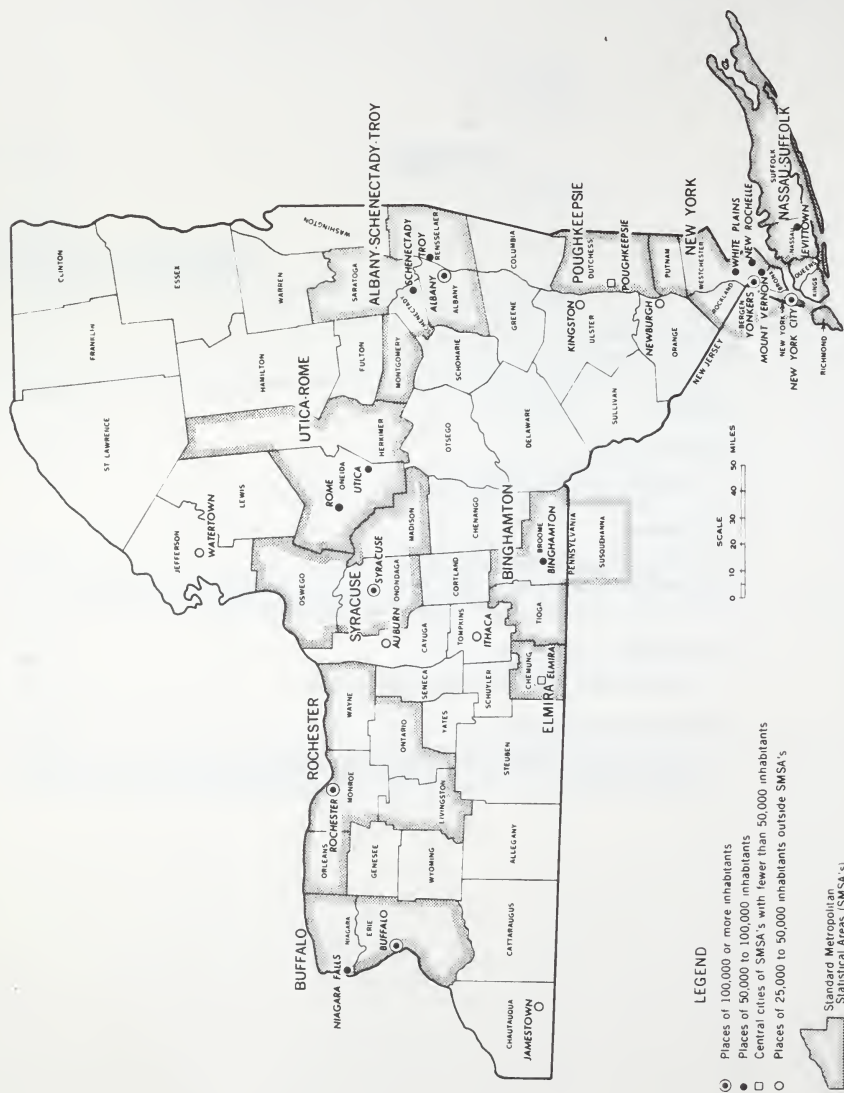 CLINTON
FRANKLIN
ST LAWRENCE
ESSEX
JEFFERSON
WATERTOWN
LEWIS
HAMILTON
WARREN
WASHINGTON
UTICA-ROME
ALBANY-SCHENECTADY-TROY
OSWEGO
ROME
ONEIDA
UTICA
HERKIMER
FULTON
SARATOGA
MONTGOMERY
SCHENECTADY
SCHENECTADY
TROY
RENSSELAER
ALBANY
ALBANY
BUFFALO
ROCHESTER
SYRACUSE
NIAGARA FALLS
NIAGARA
ORLEANS
ROCHESTER
MONROE
WAYNE
AUBURN
ONONDAGA
SYRACUSE
MADISON
OTSEGO
SCHOHARIE
ERIE
BUFFALO
GENESEE
WYOMING
LIVINGSTON
ONTARIO
YATES
SENECA
CAYUGA
CORTLAND
CHENANGO
GREENE
COLUMBIA
DELAWARE
CHAUTAUQUA
JAMESTOWN
CATTARAUGUS
ALLEGANY
STEUBEN
SCHUYLER
TOMPKINS
ITHACA
BINGHAMTON
ELMIRA
CHEMUNG
ELMIRA
TIOGA
BROOME
BINGHAMTON
PENNSYLVANIA
SUSQUEHANNA
POUGHKEEPSIE
KINGSTON
ULSTER
DUTCHESS
POUGHKEEPSIE
SULLIVAN
NEWBURGH
ORANGE
PUTNAM
NEW YORK
NEW JERSEY
ROCKLAND
WESTCHESTER
WHITE PLAINS
NEW ROCHELLE
BERGEN
YONKERS
MOUNT VERNON
NEW YORK
NEW YORK CITY
BRONX
QUEENS
KINGS
RICHMOND
NASSAU
LEVITTOWN
SUFFOLK
NASSAU-SUFFOLK
SCALE
0 10 20 30 40 50 MILES
LEGEND
Places of 100,000 or more inhabitants
Places of 50,000 to 100,000 inhabitants
Central cities of SMSA's with fewer than 50,000 inhabitants
Places of 25,000 to 50,000 inhabitants outside SMSA's
Standard Metropolitan
Statistical Areas (SMSA's)